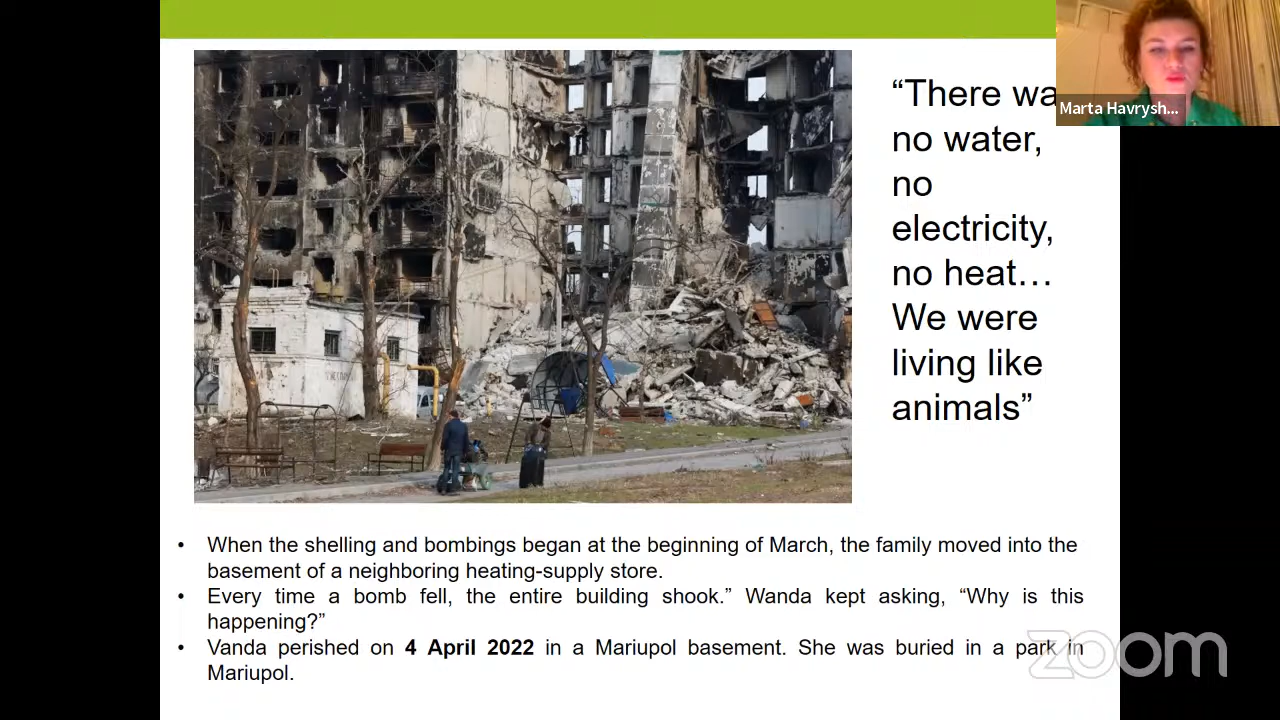 “There wa
no water,
no
electricity,
no heat…
We were
living like
animals”
Marta Havrysh...
• When the shelling and bombings began at the beginning of March, the family moved into the
basement of a neighboring heating-supply store.
• Every time a bomb fell, the entire building shook.” Wanda kept asking, “Why is this
happening?”
• Vanda perished on 4 April 2022 in a Mariupol basement. She was buried in a park in
Mariupol.
zoom